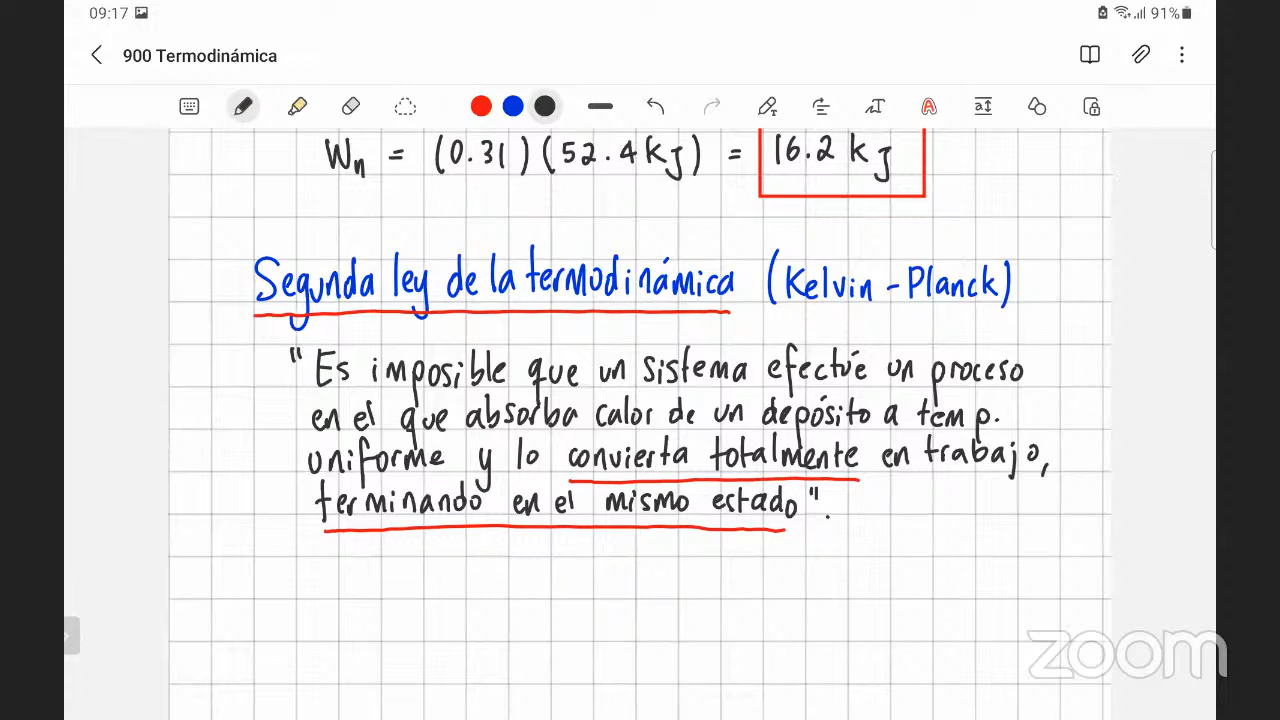 09:17 91%
900 Termodinámica
Wn = (0.31)(52.4kJ) = 16.2 kJ
Segunda ley de la termodinámica (Kelvin-Planck)
"Es imposible que un sistema efectúe un proceso
en el que absorba calor de un depósito a temp.
uniforme y lo convierta totalmente en trabajo,
terminando en el mismo estado".
zoom